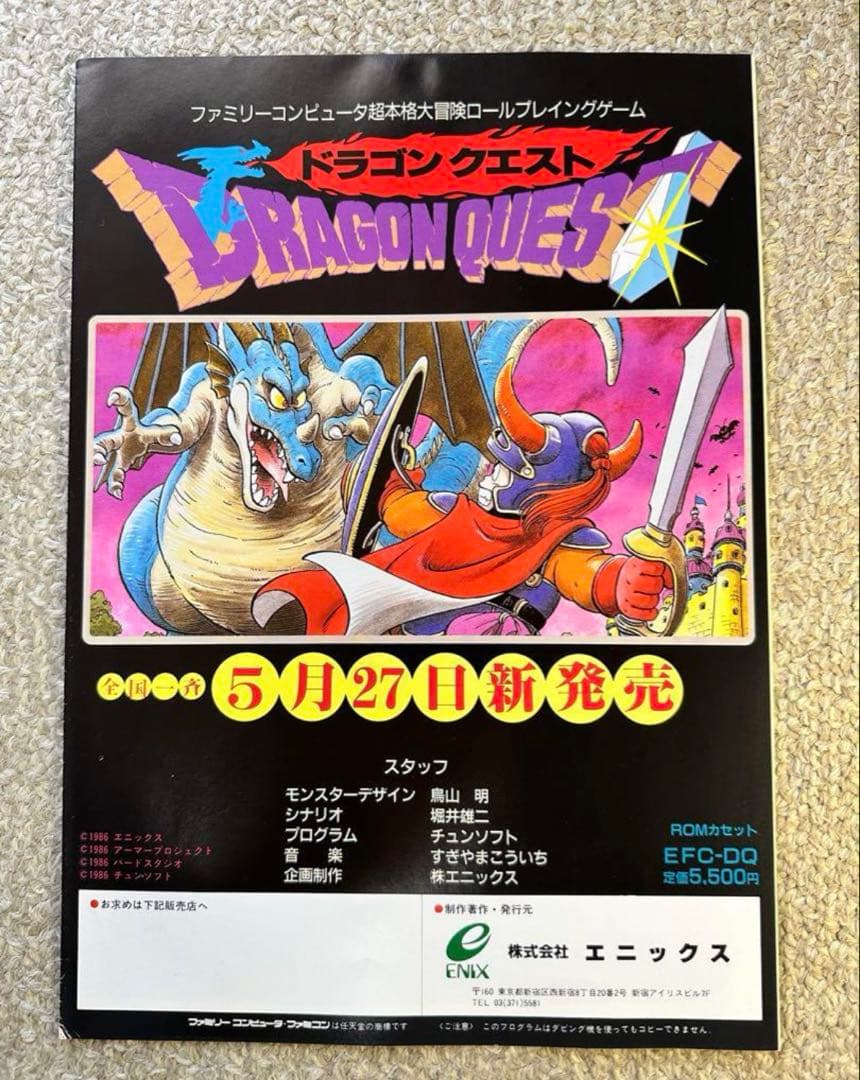 ファミリーコンピュータ超本格大冒険ロールプレイングゲーム
ドラゴンクエスト
DRAGON QUEST
全国一斉 5月27日新発売
スタッフ
モンスターデザイン 鳥山 明
シナリオ 堀井雄二
プログラム チュンソフト
音楽 すぎやまこういち
企画制作 ㈱エニックス
©1986 エニックス
©1986 アーマープロジェクト
©1986 バードスタジオ
©1986 チュンソフト
ROMカセット
EFC-DQ
定価5,500円
●お求めは下記販売店へ
●制作著作・発行元
ENIX
株式会社 エニックス
〒160 東京都新宿区西新宿8丁目20番2号 新宿アイリスビル7F
TEL 03(371)5581
ファミリーコンピュータ・ファミコンは任天堂の商標です 〈ご注意〉 このプログラムはダビング機を使ってもコピーできません。